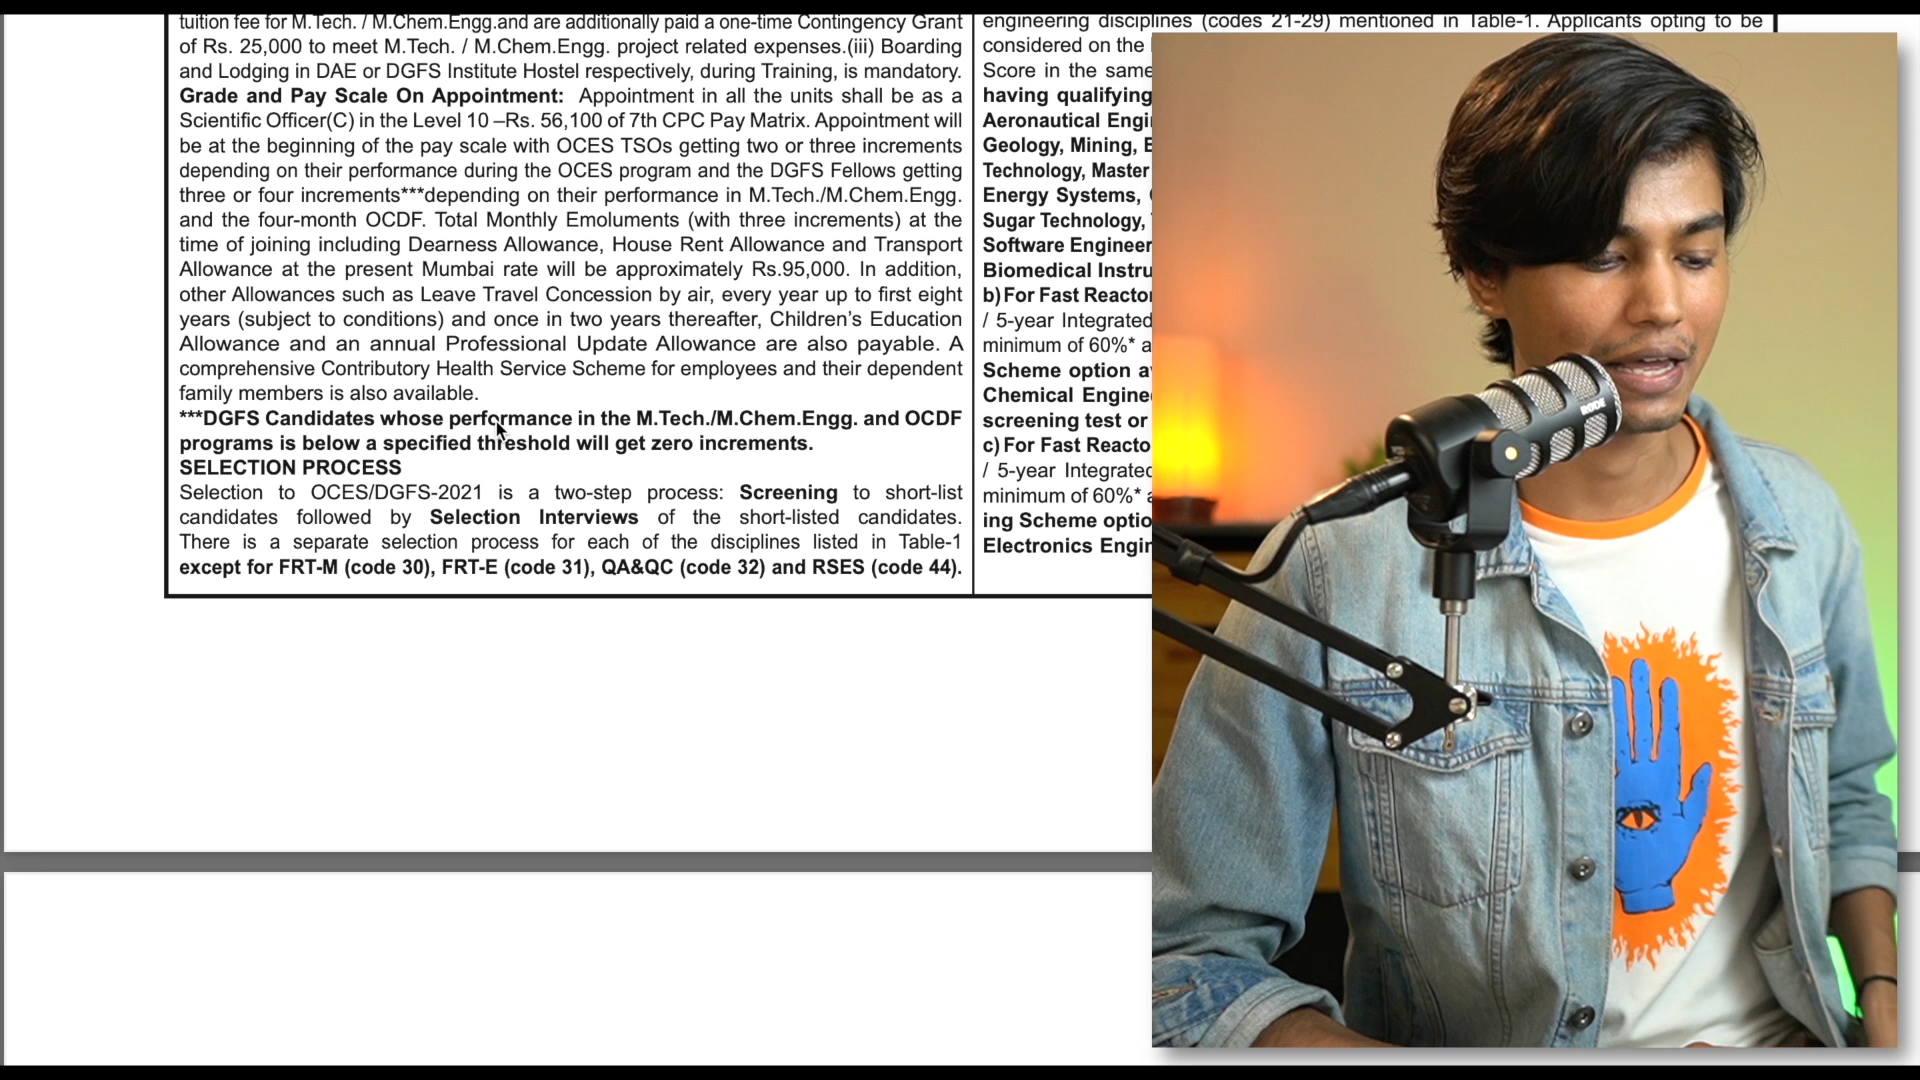 tuition fee for M.Tech. / M.Chem.Engg.and are additionally paid a one-time Contingency Grant
of Rs. 25,000 to meet M.Tech. / M.Chem.Engg. project related expenses.(iii) Boarding
and Lodging in DAE or DGFS Institute Hostel respectively, during Training, is mandatory.
Grade and Pay Scale On Appointment: Appointment in all the units shall be as a
Scientific Officer(C) in the Level 10 –Rs. 56,100 of 7th CPC Pay Matrix. Appointment will
be at the beginning of the pay scale with OCES TSOs getting two or three increments
depending on their performance during the OCES program and the DGFS Fellows getting
three or four increments***depending on their performance in M.Tech./M.Chem.Engg.
and the four-month OCDF. Total Monthly Emoluments (with three increments) at the
time of joining including Dearness Allowance, House Rent Allowance and Transport
Allowance at the present Mumbai rate will be approximately Rs.95,000. In addition,
other Allowances such as Leave Travel Concession by air, every year up to first eight
years (subject to conditions) and once in two years thereafter, Children's Education
Allowance and an annual Professional Update Allowance are also payable. A
comprehensive Contributory Health Service Scheme for employees and their dependent
family members is also available.
***DGFS Candidates whose performance in the M.Tech./M.Chem.Engg. and OCDF
programs is below a specified threshold will get zero increments.
SELECTION PROCESS
Selection to OCES/DGFS-2021 is a two-step process: Screening to short-list
candidates followed by Selection Interviews of the short-listed candidates.
There is a separate selection process for each of the disciplines listed in Table-1
except for FRT-M (code 30), FRT-E (code 31), QA&QC (code 32) and RSES (code 44).
engineering disciplines (codes 21-29) mentioned in Table-1. Applicants opting to be
considered on the
Score in the same
having qualifying
Aeronautical Engi
Geology, Mining,
Technology, Master
Energy Systems,
Sugar Technology,
Software Engineer
Biomedical Instru
b) For Fast Reactor
/ 5-year Integrated
minimum of 60%* a
Scheme option av
Chemical Engine
screening test or
c) For Fast Reacto
/ 5-year Integrated
minimum of 60%*
ing Scheme optio
Electronics Engin
RODE